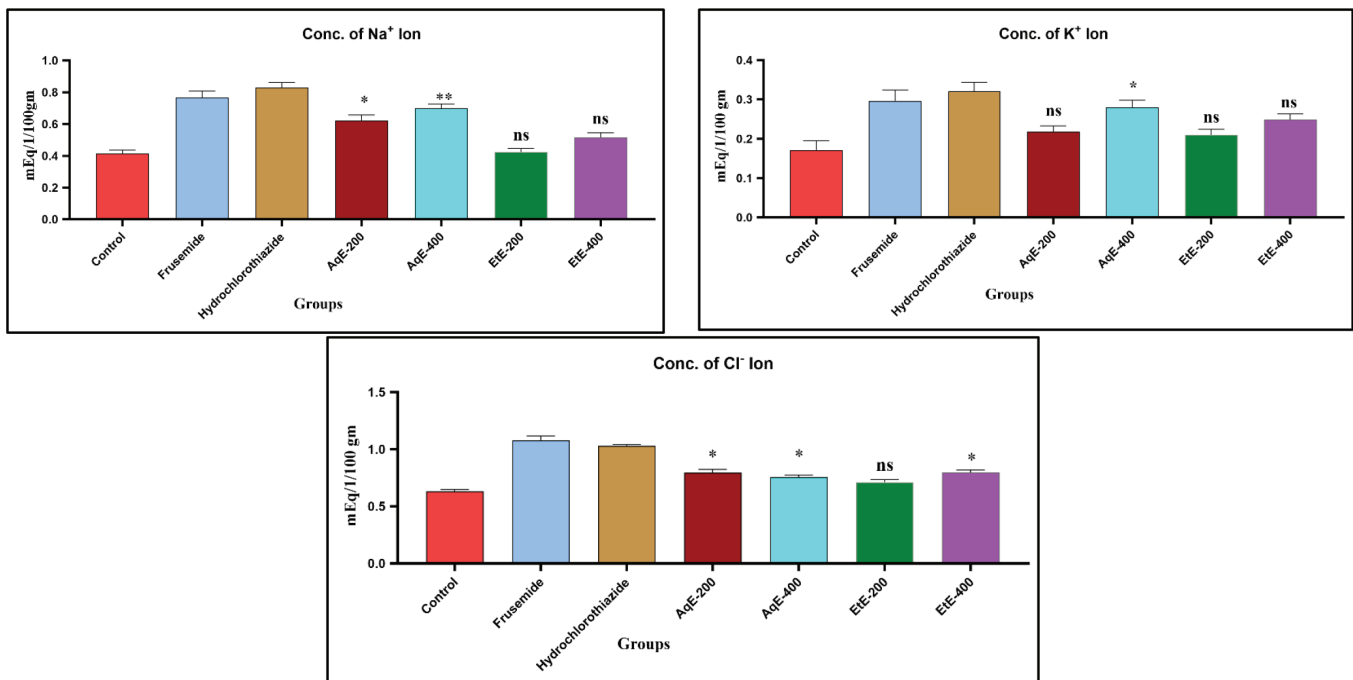 Conc. of Na⁺ Ion
mEq/1/100gm
1.0
0.8
0.6
0.4
0.2
0.0
*
**
ns
ns
Control
Frusemide
Hydrochlorothiazide
AqE-200
AqE-400
EtE-200
EtE-400
Groups
Conc. of K⁺ Ion
mEq/1/100 gm
0.4
0.3
0.2
0.1
0.0
ns
*
ns
ns
Control
Frusemide
Hydrochlorothiazide
AqE-200
AqE-400
EtE-200
EtE-400
Groups
Conc. of Cl⁻ Ion
mEq/1/100 gm
1.5
1.0
0.5
0.0
*
*
ns
*
Control
Frusemide
Hydrochlorothiazide
AqE-200
AqE-400
EtE-200
EtE-400
Groups